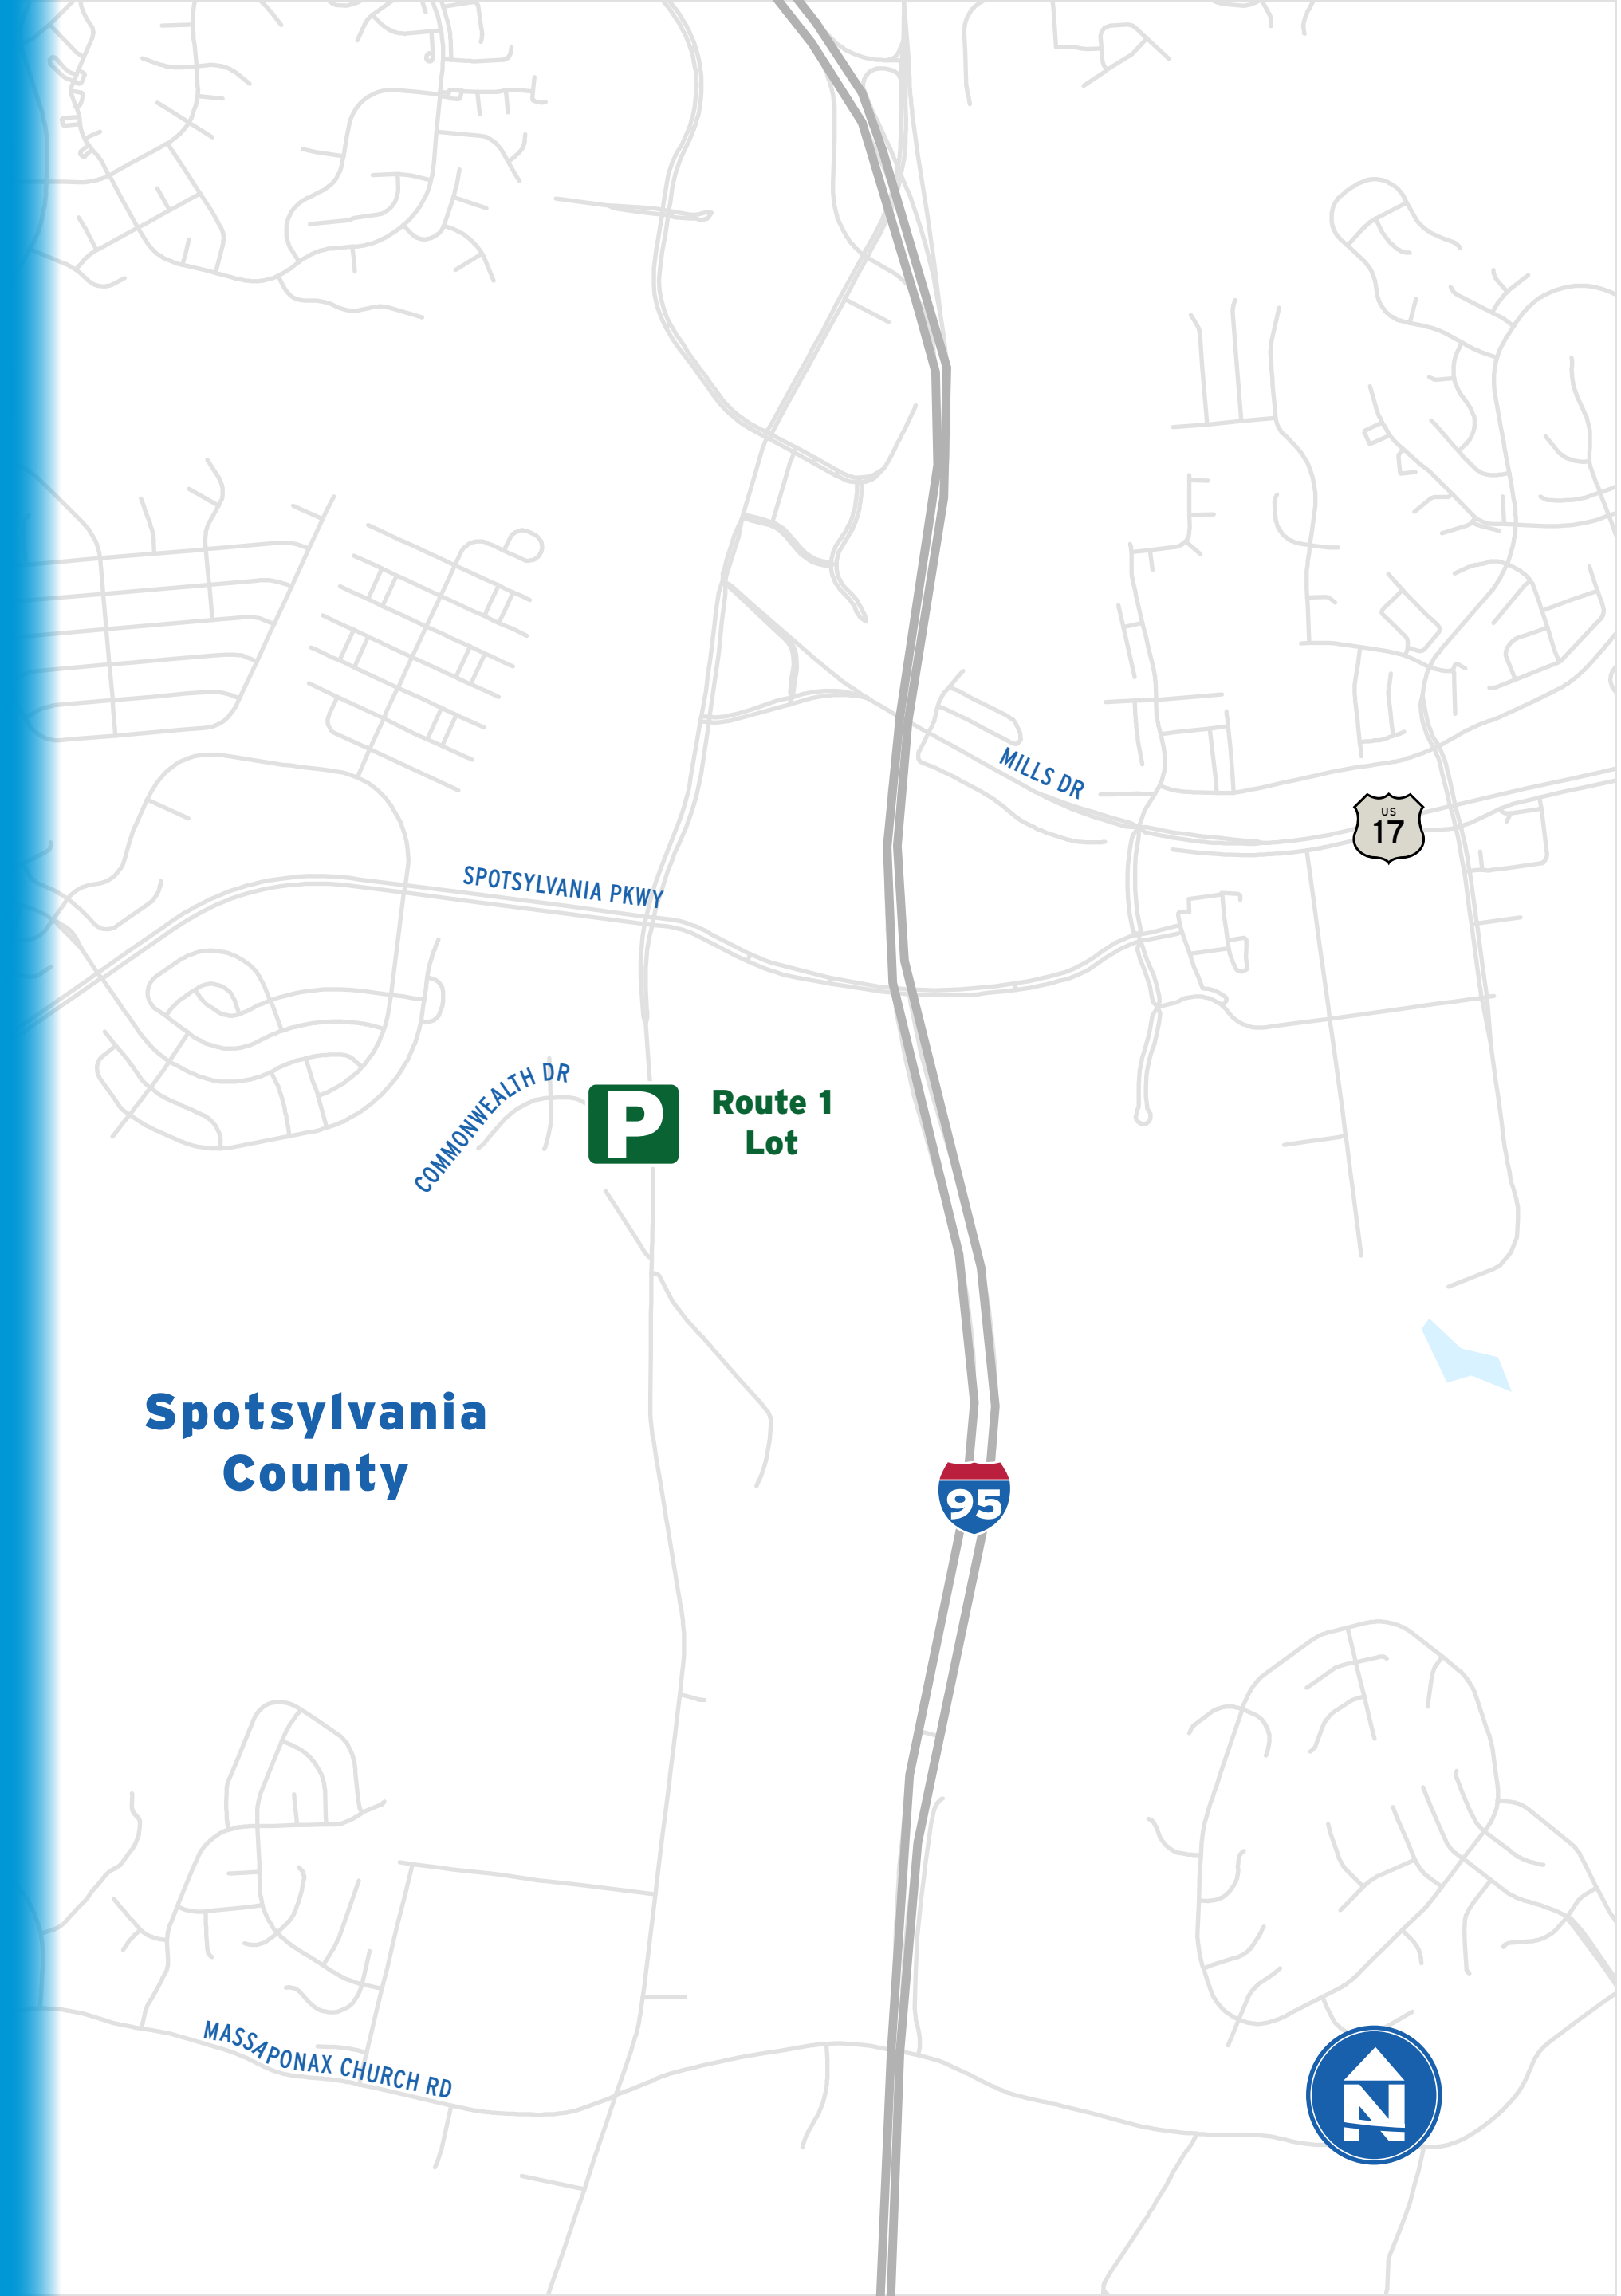 MILLS DR
US
17
SPOTSYLVANIA PKWY
COMMONWEALTH DR
P
Route 1
Lot
Spotsylvania
County
95
MASSAPONAX CHURCH RD
N